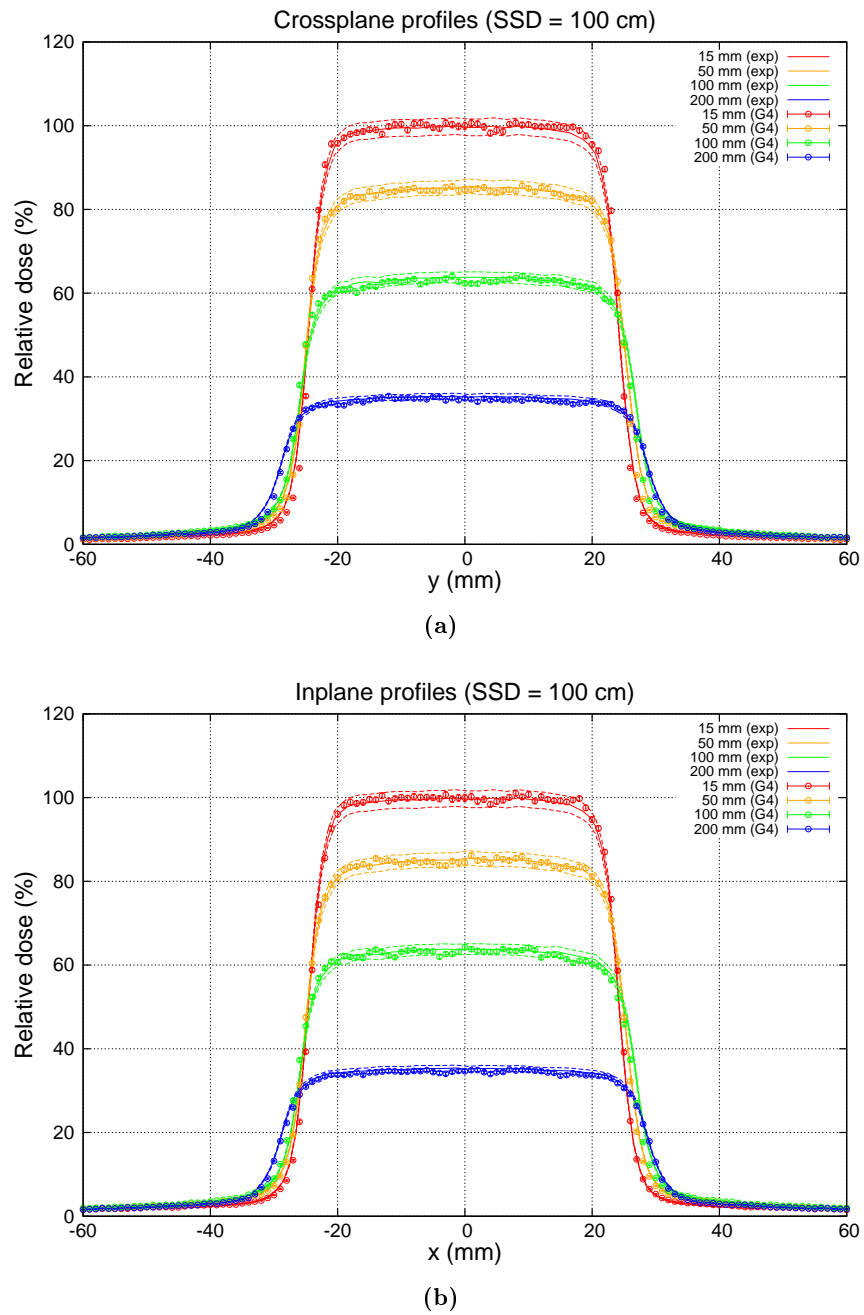 Crossplane profiles (SSD = 100 cm)
120
15 mm (exp)
50 mm (exp)
100 mm (exp)
200 mm (exp)
15 mm (G4)
50 mm (G4)
100 mm (G4)
200 mm (G4)
100
80
60
40
20
0
Relative dose (%)
-60 -40 -20 0 20 40 60
y (mm)
(a)
Inplane profiles (SSD = 100 cm)
120
15 mm (exp)
50 mm (exp)
100 mm (exp)
200 mm (exp)
15 mm (G4)
50 mm (G4)
100 mm (G4)
200 mm (G4)
100
80
60
40
20
0
Relative dose (%)
-60 -40 -20 0 20 40 60
x (mm)
(b)